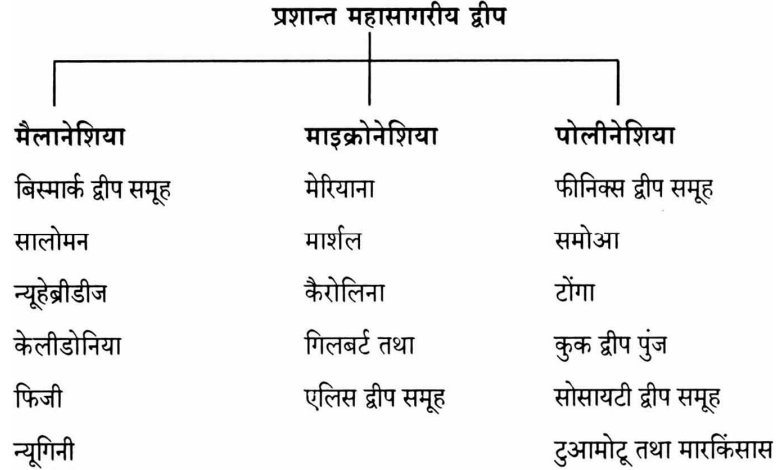 प्रशान्त महासागरीय द्वीप
मैलानेशिया
बिस्मार्क द्वीप समूह
सालोमन
न्यूहेब्रीडीज
केलीडोनिया
फिजी
न्यूगिनी
माइक्रोनेशिया
मेरियाना
मार्शल
कैरोलिना
गिलबर्ट तथा
एलिस द्वीप समूह
पोलीनेशिया
फीनिक्स द्वीप समूह
समोआ
टोंगा
कुक द्वीप पुंज
सोसायटी द्वीप समूह
टुआमोटू तथा मारकिंसास